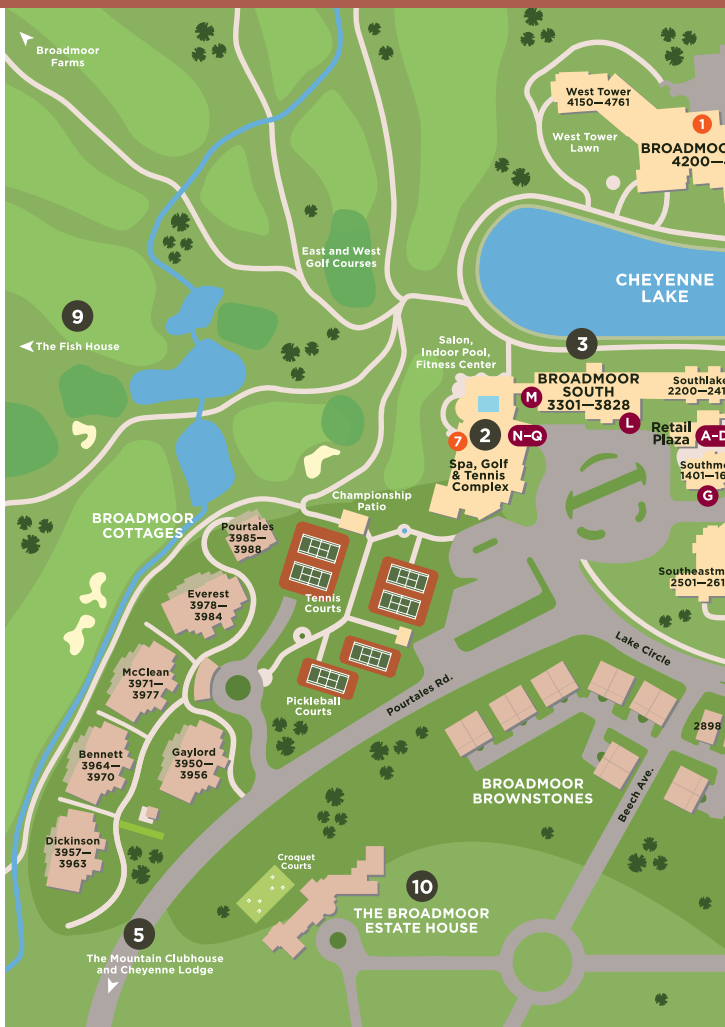 Broadmoor
Farms
West Tower
4150—4761
1
BROADMOO
4200—4
West Tower
Lawn
East and West
Golf Courses
CHEYENNE
LAKE
9
The Fish House
3
Salon,
Indoor Pool,
Fitness Center
BROADMOOR
SOUTH
3301—3828
M
L
Southlake
2200—241
Retail
Plaza
A–D
7
2
N–Q
Spa, Golf
& Tennis
Complex
Southmo
1401—16
G
Championship
Patio
BROADMOOR
COTTAGES
Pourtales
3985—
3988
Southeastm
2501—261
Everest
3978—
3984
Tennis
Courts
Lake Circle
McClean
3971—
3977
Pickleball
Courts
Pourtales Rd.
2898
Bennett
3964—
3970
Gaylord
3950—
3956
BROADMOOR
BROWNSTONES
Beech Ave.
Dickinson
3957—
3963
Croquet
Courts
10
THE BROADMOOR
ESTATE HOUSE
5
The Mountain Clubhouse
and Cheyenne Lodge